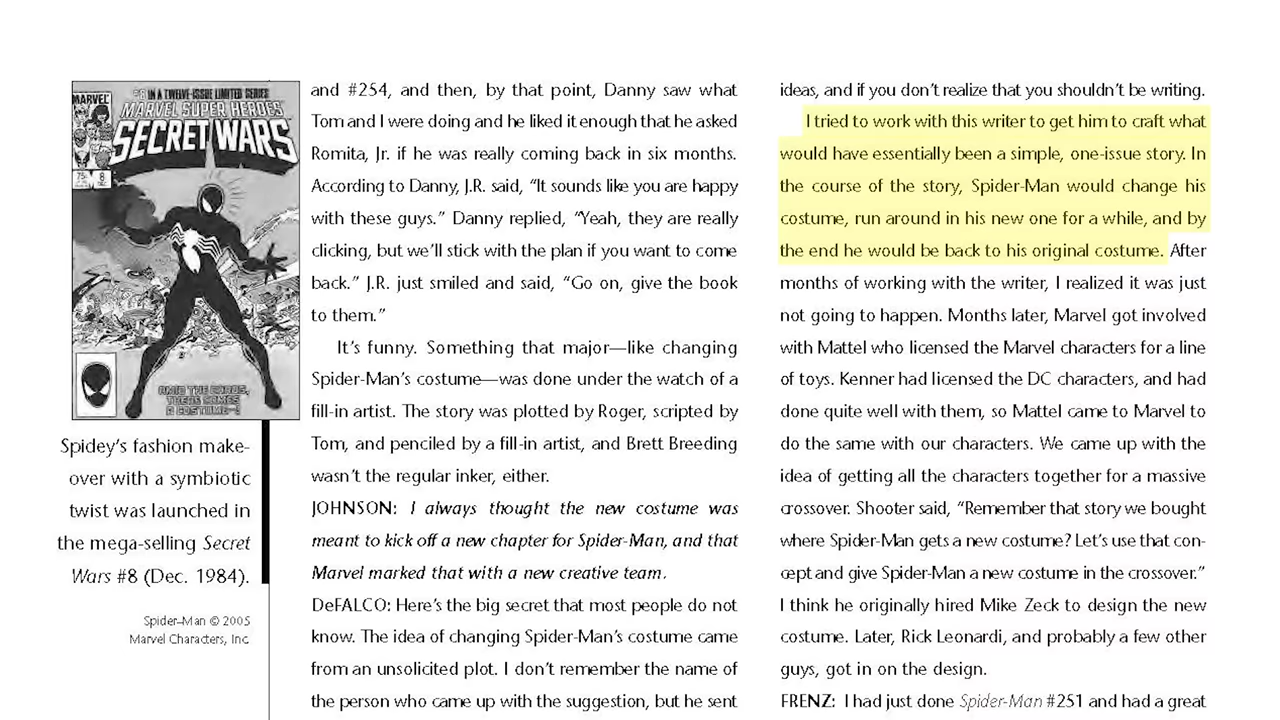 MARVEL
#8 IN A TWELVE-ISSUE LIMITED SERIES
MARVEL SUPER HEROES
SECRET WARS
75¢
8
DEC
AMID THE CHAOS,
THERE COMES
A COSTUME--!
Spidey's fashion make-
over with a symbiotic
twist was launched in
the mega-selling Secret
Wars #8 (Dec. 1984).
Spider-Man © 2005
Marvel Characters, Inc.
and #254, and then, by that point, Danny saw what
Tom and I were doing and he liked it enough that he asked
Romita, Jr. if he was really coming back in six months.
According to Danny, J.R. said, “It sounds like you are happy
with these guys.” Danny replied, “Yeah, they are really
clicking, but we'll stick with the plan if you want to come
back.” J.R. just smiled and said, “Go on, give the book
to them.”
It's funny. Something that major—like changing
Spider-Man's costume—was done under the watch of a
fill-in artist. The story was plotted by Roger, scripted by
Tom, and penciled by a fill-in artist, and Brett Breeding
wasn't the regular inker, either.
JOHNSON: I always thought the new costume was
meant to kick off a new chapter for Spider-Man, and that
Marvel marked that with a new creative team.
DeFALCO: Here's the big secret that most people do not
know. The idea of changing Spider-Man's costume came
from an unsolicited plot. I don't remember the name of
the person who came up with the suggestion, but he sent
ideas, and if you don't realize that you shouldn't be writing.
I tried to work with this writer to get him to craft what
would have essentially been a simple, one-issue story. In
the course of the story, Spider-Man would change his
costume, run around in his new one for a while, and by
the end he would be back to his original costume. After
months of working with the writer, I realized it was just
not going to happen. Months later, Marvel got involved
with Mattel who licensed the Marvel characters for a line
of toys. Kenner had licensed the DC characters, and had
done quite well with them, so Mattel came to Marvel to
do the same with our characters. We came up with the
idea of getting all the characters together for a massive
crossover. Shooter said, “Remember that story we bought
where Spider-Man gets a new costume? Let's use that con-
cept and give Spider-Man a new costume in the crossover.”
I think he originally hired Mike Zeck to design the new
costume. Later, Rick Leonardi, and probably a few other
guys, got in on the design.
FRENZ: I had just done Spider-Man #251 and had a great